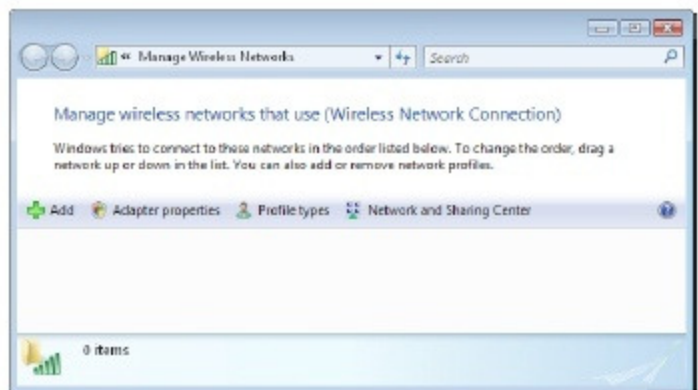 « Manage Wireless Networks
Search
Manage wireless networks that use (Wireless Network Connection)
Windows tries to connect to these networks in the order listed below. To change the order, drag a
network up or down in the list. You can also add or remove network profiles.
Add Adapter properties Profile types Network and Sharing Center
0 items